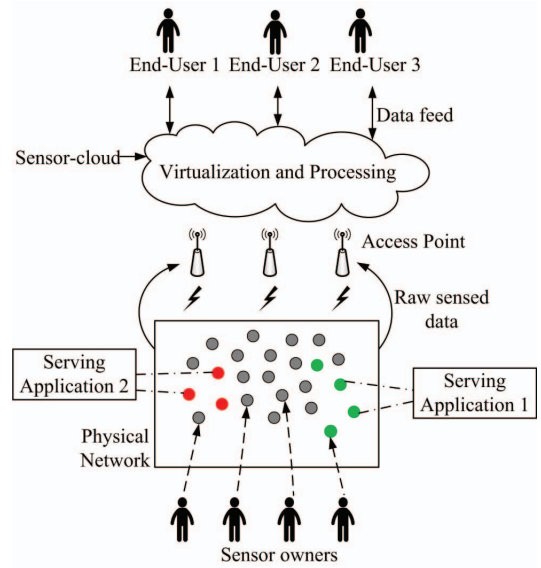 End-User 1
End-User 2
End-User 3
Data feed
Sensor-cloud
Virtualization and Processing
Access Point
Raw sensed
data
Serving
Application 2
Serving
Application 1
Physical
Network
Sensor owners